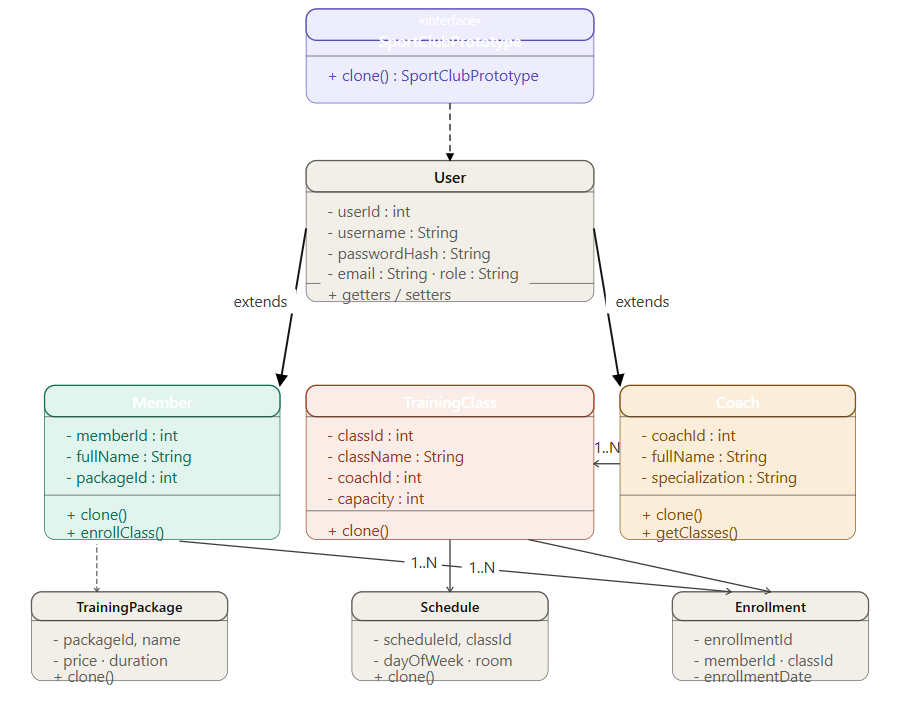 «interface»
SportClubPrototype
+ clone() : SportClubPrototype
User
- userId : int
- username : String
- passwordHash : String
- email : String · role : String
+ getters / setters
extends
extends
Member
- memberId : int
- fullName : String
- packageId : int
+ clone()
+ enrollClass()
TrainingClass
- classId : int
- className : String
- coachId : int
- capacity : int
+ clone()
1..N
Coach
- coachId : int
- fullName : String
- specialization : String
+ clone()
+ getClasses()
1..N
1..N
TrainingPackage
- packageId, name
- price · duration
+ clone()
Schedule
- scheduleId, classId
- dayOfWeek · room
+ clone()
Enrollment
- enrollmentId
- memberId · classId
- enrollmentDate